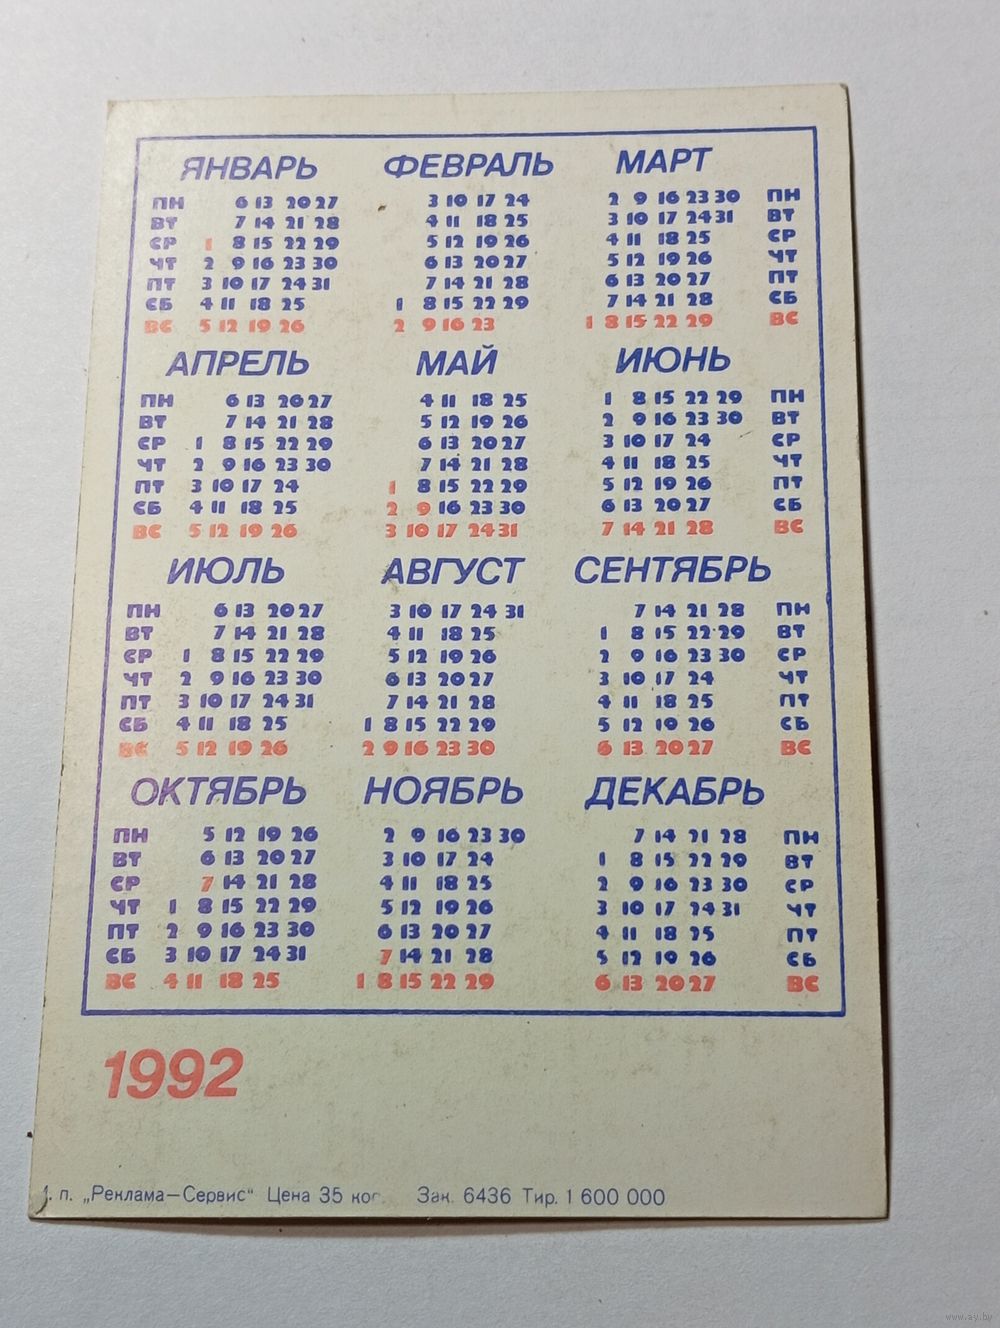 ЯНВАРЬ ФЕВРАЛЬ МАРТ
ПН 6 13 20 27 3 10 17 24 2 9 16 23 30 ПН
ВТ 7 14 21 28 4 11 18 25 3 10 17 24 31 ВТ
СР 1 8 15 22 29 5 12 19 26 4 11 18 25 СР
ЧТ 2 9 16 23 30 6 13 20 27 5 12 19 26 ЧТ
ПТ 3 10 17 24 31 7 14 21 28 6 13 20 27 ПТ
СБ 4 11 18 25 1 8 15 22 29 7 14 21 28 СБ
ВС 5 12 19 26 2 9 16 23 1 8 15 22 29 ВС
АПРЕЛЬ МАЙ ИЮНЬ
ПН 6 13 20 27 4 11 18 25 1 8 15 22 29 ПН
ВТ 7 14 21 28 5 12 19 26 2 9 16 23 30 ВТ
СР 1 8 15 22 29 6 13 20 27 3 10 17 24 СР
ЧТ 2 9 16 23 30 7 14 21 28 4 11 18 25 ЧТ
ПТ 3 10 17 24 1 8 15 22 29 5 12 19 26 ПТ
СБ 4 11 18 25 2 9 16 23 30 6 13 20 27 СБ
ВС 5 12 19 26 3 10 17 24 31 7 14 21 28 ВС
ИЮЛЬ АВГУСТ СЕНТЯБРЬ
ПН 6 13 20 27 3 10 17 24 31 7 14 21 28 ПН
ВТ 7 14 21 28 4 11 18 25 1 8 15 22 29 ВТ
СР 1 8 15 22 29 5 12 19 26 2 9 16 23 30 СР
ЧТ 2 9 16 23 30 6 13 20 27 3 10 17 24 ЧТ
ПТ 3 10 17 24 31 7 14 21 28 4 11 18 25 ПТ
СБ 4 11 18 25 1 8 15 22 29 5 12 19 26 СБ
ВС 5 12 19 26 2 9 16 23 30 6 13 20 27 ВС
ОКТЯБРЬ НОЯБРЬ ДЕКАБРЬ
ПН 5 12 19 26 2 9 16 23 30 7 14 21 28 ПН
ВТ 6 13 20 27 3 10 17 24 1 8 15 22 29 ВТ
СР 7 14 21 28 4 11 18 25 2 9 16 23 30 СР
ЧТ 1 8 15 22 29 5 12 19 26 3 10 17 24 31 ЧТ
ПТ 2 9 16 23 30 6 13 20 27 4 11 18 25 ПТ
СБ 3 10 17 24 31 7 14 21 28 5 12 19 26 СБ
ВС 4 11 18 25 1 8 15 22 29 6 13 20 27 ВС
1992
п. „Реклама—Сервис“ Цена 35 коп. Зак. 6436 Тир. 1 600 000
www.ay.by